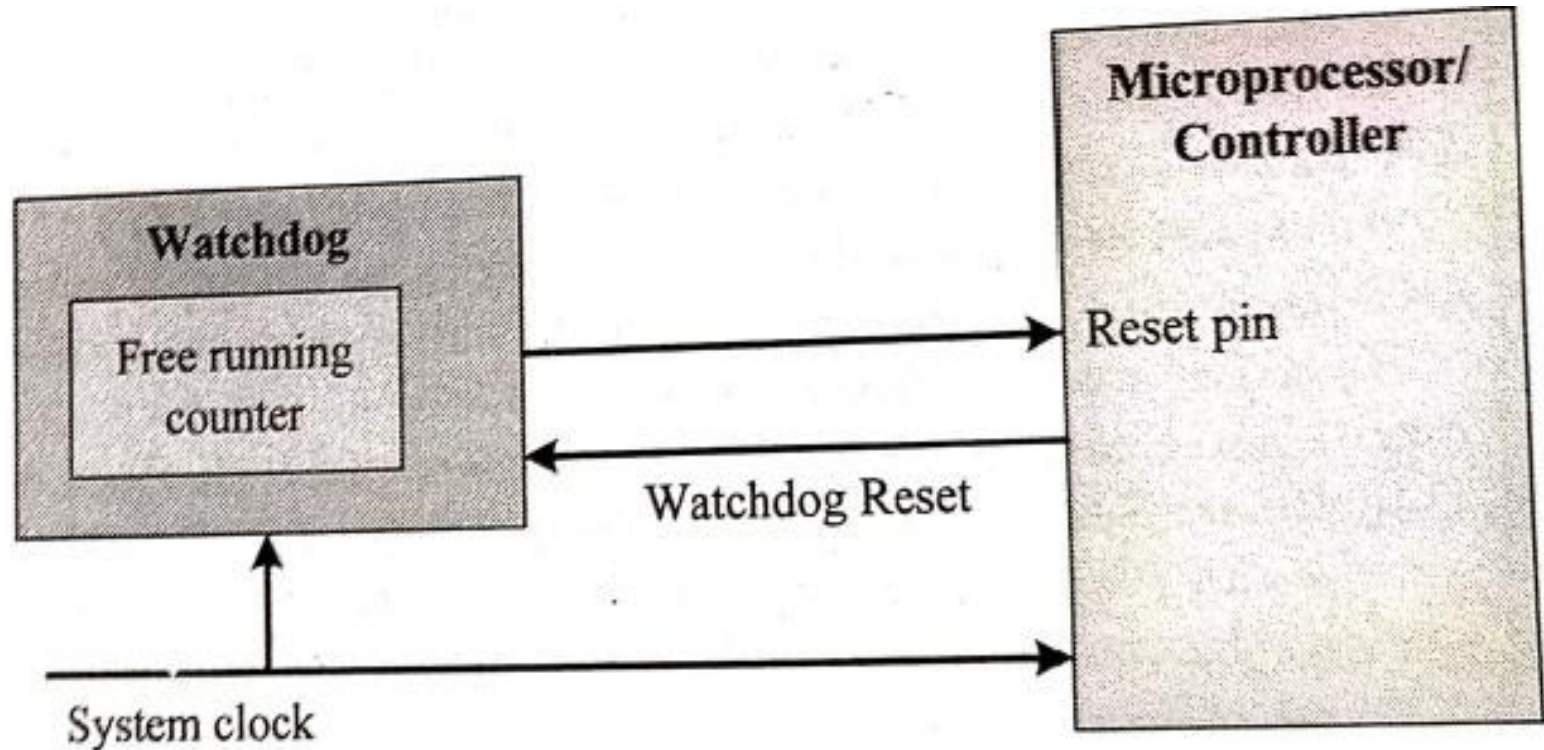 Microprocessor/
Controller
Watchdog
Free running
counter
Reset pin
Watchdog Reset
System clock